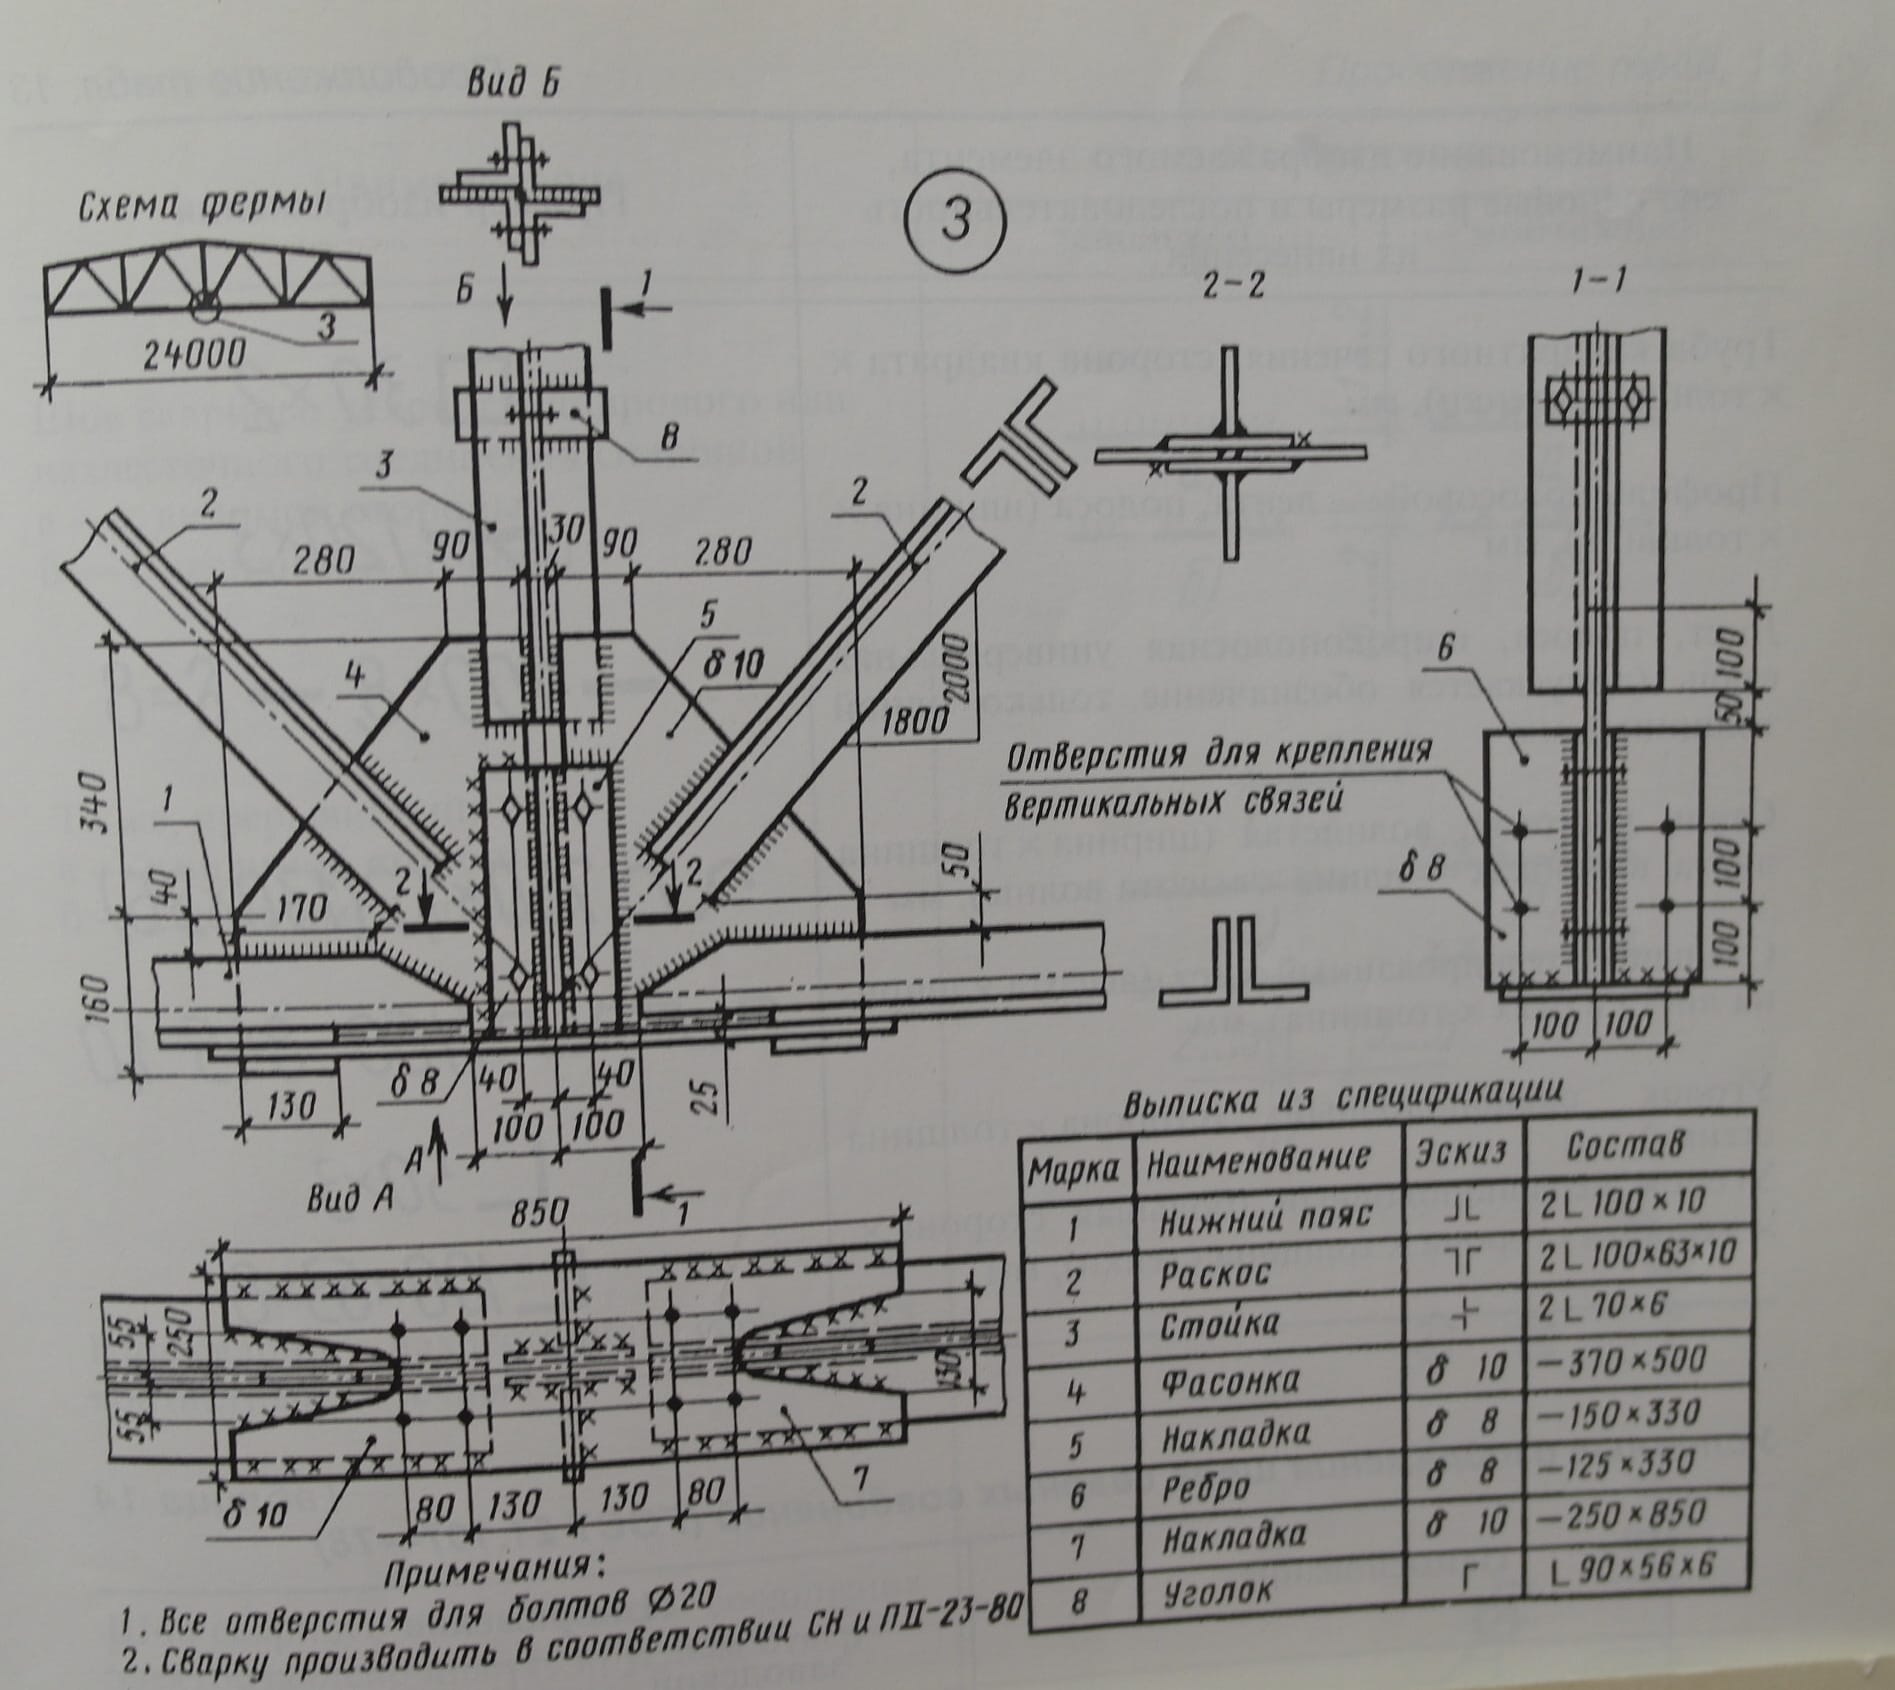 Вид Б
Схема фермы
3
24000
Б
1
3
2-2
1-1
8
3
2
2
280
90
30
90
280
5
δ 10
4
6
340
1
2000
1800
100
50
Отверстия для крепления
вертикальных связей
δ 8
100
100
40
170
2
2
50
160
130
δ 8
40
40
100
100
25
100
100
А
Вид А
850
1
55
250
55
130
δ 10
80
130
130
80
7
Выписка из спецификации
Марка Наименование Эскиз Состав
1 Нижний пояс 2 L 100 × 10
2 Раскос 2 L 100×63×10
3 Стойка 2 L 70 × 6
4 Фасонка δ 10 —370 × 500
5 Накладка δ 8 —150 × 330
6 Ребро δ 8 —125 × 330
7 Накладка δ 10 —250 × 850
8 Уголок L 90 × 56 × 6
Примечания:
1. Все отверстия для болтов Ø 20
2. Сварку производить в соответствии СН и ПII-23-80